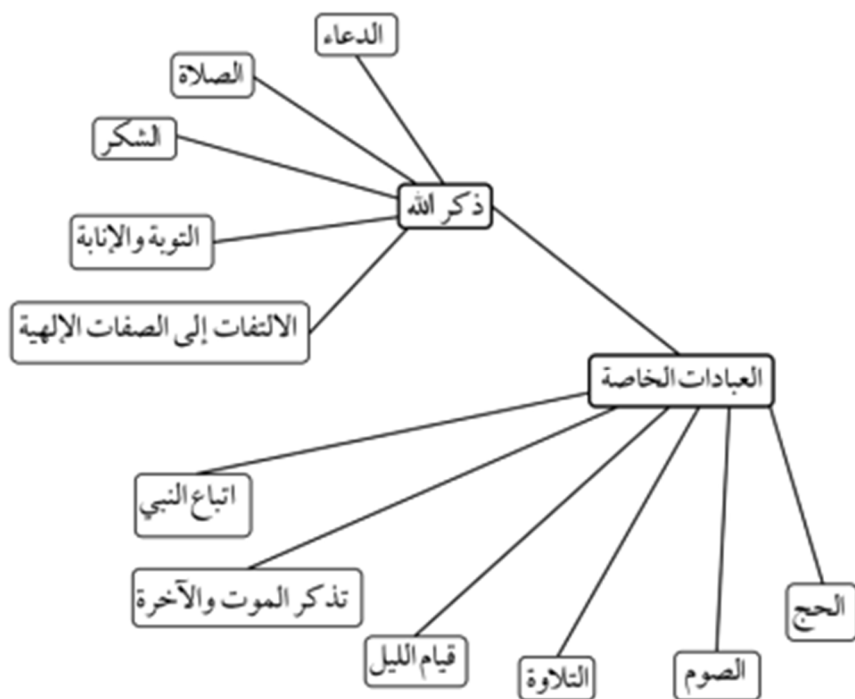 الدعاء
الصلاة
الشكر
ذكر الله
التوبة والإنابة
الالتفات إلى الصفات الإلهية
العبادات الخاصة
اتباع النبي
تذكر الموت والآخرة
الحج
قيام الليل
التلاوة
الصوم